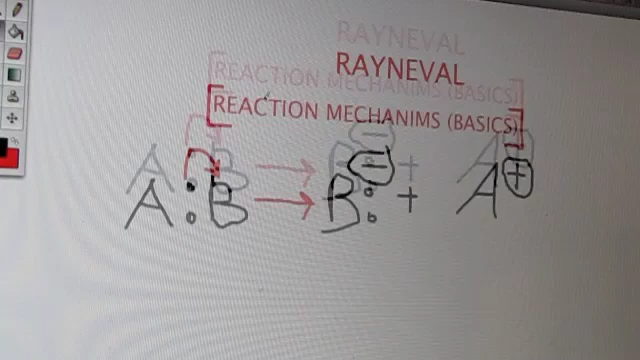 RAYNEVAL
[REACTION MECHANIMS (BASICS)]
A : B → B:⊖ + A⊕